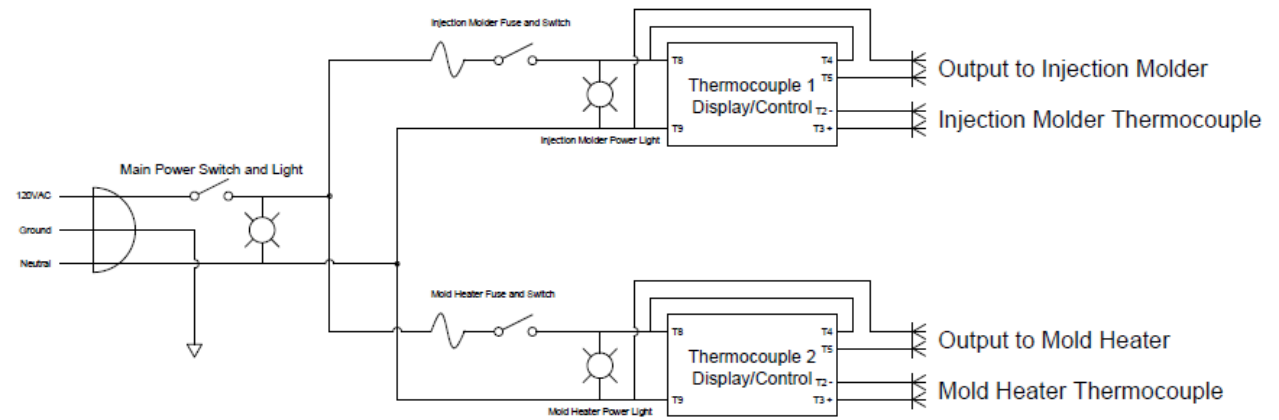 Injection Molder Fuse and Switch
T8
T4
T5
Thermocouple 1
Display/Control
T2 -
T9
T3 +
Output to Injection Molder
Injection Molder Thermocouple
Injection Molder Power Light
Main Power Switch and Light
120VAC
Ground
Neutral
Mold Heater Fuse and Switch
T8
T4
T5
Thermocouple 2
Display/Control
T2 -
T9
T3 +
Output to Mold Heater
Mold Heater Thermocouple
Mold Heater Power Light